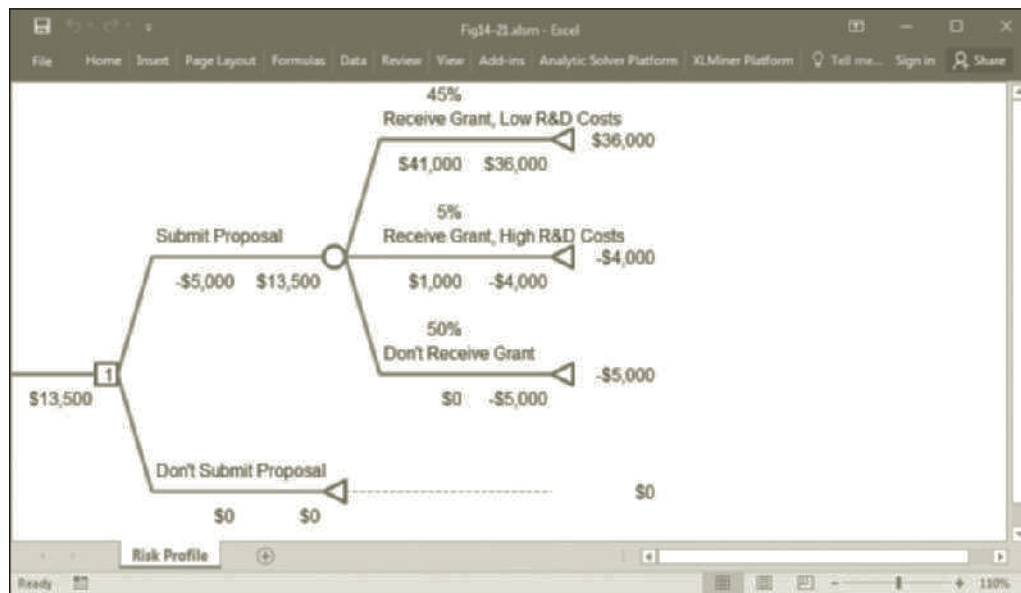 Fig14-21.xlsm - Excel
File Home Insert Page Layout Formulas Data Review View Add-ins Analytic Solver Platform XLMiner Platform Tell me... Sign in Share
45%
Receive Grant, Low R&D Costs
$36,000
$41,000 $36,000
5%
Submit Proposal Receive Grant, High R&D Costs
-$4,000
-$5,000 $13,500 $1,000 -$4,000
50%
Don't Receive Grant
1 -$5,000
$13,500 $0 -$5,000
Don't Submit Proposal
$0
$0 $0
Risk Profile
Ready 110%